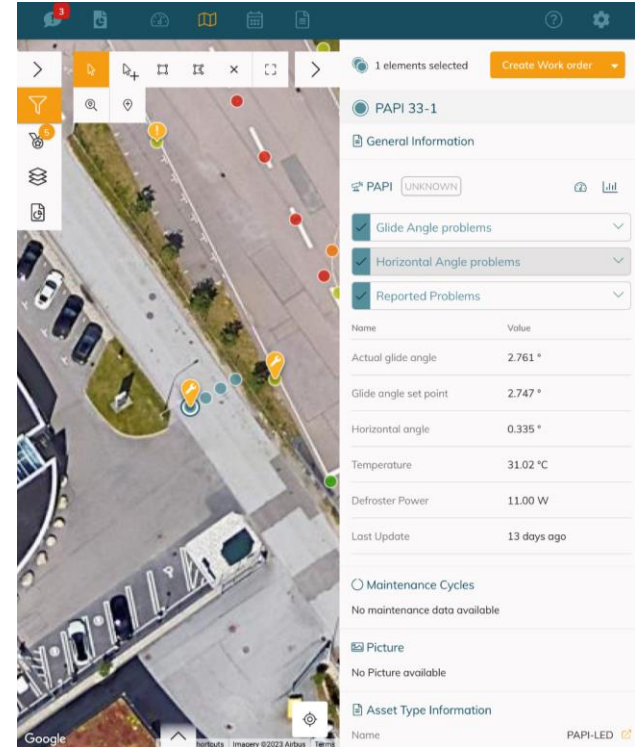 3
1 elements selected
Create Work order
5
PAPI 33-1
General Information
PAPI UNKNOWN
Glide Angle problems
Horizontal Angle problems
Reported Problems
Name Value
Actual glide angle 2.761 °
Glide angle set point 2.747 °
Horizontal angle 0.335 °
Temperature 31.02 °C
Defroster Power 11.00 W
Last Update 13 days ago
Maintenance Cycles
No maintenance data available
Picture
No Picture available
Asset Type Information
Name PAPI-LED
Google
hortcuts Imagery ©2023 Airbus Terms